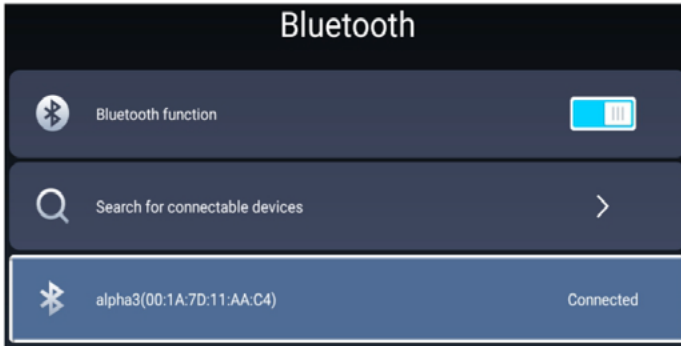 Bluetooth
Bluetooth function
Search for connectable devices
alpha3(00:1A:7D:11:AA:C4) Connected